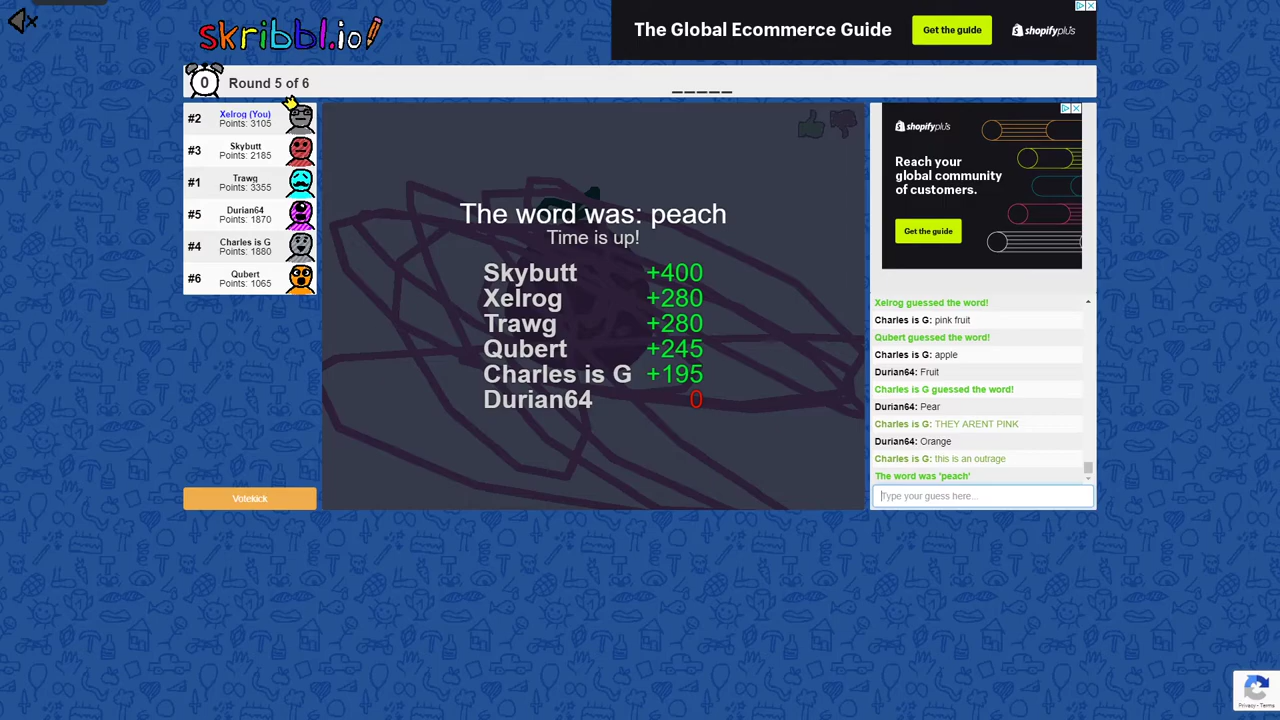 skribbl.io
The Global Ecommerce Guide
Get the guide
shopifyplus
0
Round 5 of 6
_____
#2
Xelrog (You)
Points: 3105
#3
Skybutt
Points: 2185
#1
Trawg
Points: 3355
#5
Durian64
Points: 1870
#4
Charles is G
Points: 1880
#6
Qubert
Points: 1065
Votekick
The word was: peach
Time is up!
Skybutt +400
Xelrog +280
Trawg +280
Qubert +245
Charles is G +195
Durian64 0
shopifyplus
Reach your
global community
of customers.
Get the guide
Xelrog guessed the word!
Charles is G: pink fruit
Qubert guessed the word!
Charles is G: apple
Durian64: Fruit
Charles is G guessed the word!
Durian64: Pear
Charles is G: THEY ARENT PINK
Durian64: Orange
Charles is G: this is an outrage
The word was 'peach'
Type your guess here...
Privacy - Terms